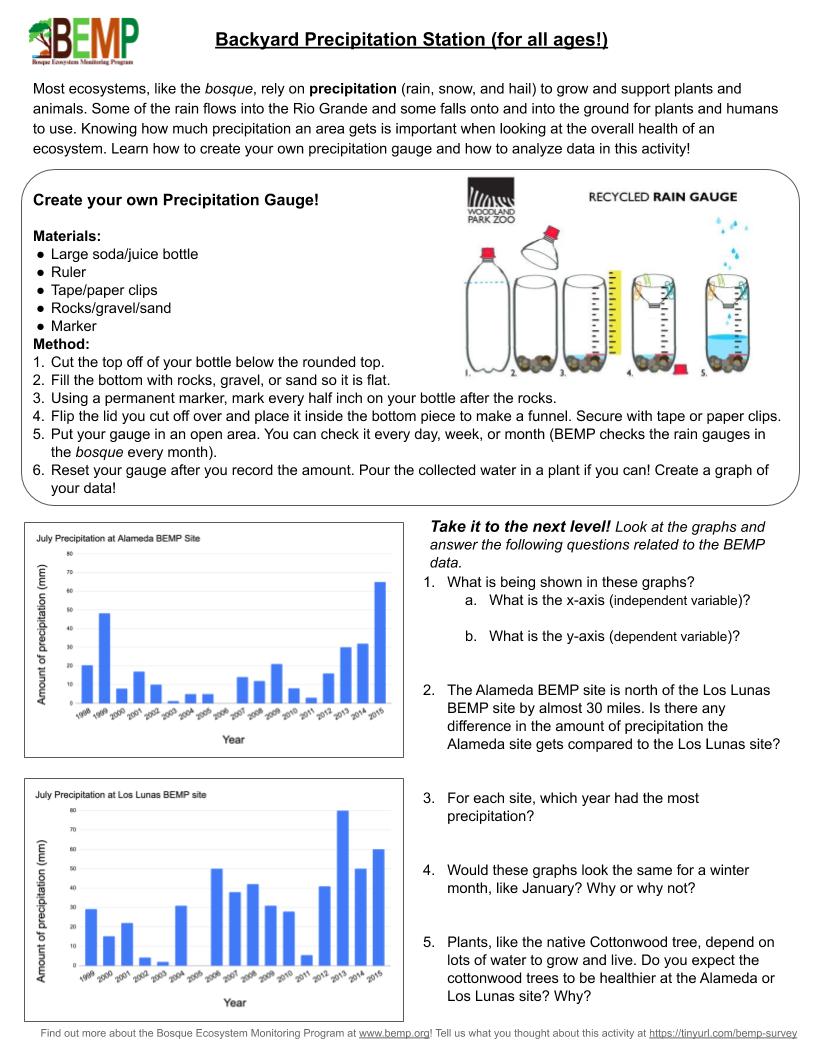 BEMP
Bosque Ecosystem Monitoring Program
Backyard Precipitation Station (for all ages!)
Most ecosystems, like the bosque, rely on precipitation (rain, snow, and hail) to grow and support plants and
animals. Some of the rain flows into the Rio Grande and some falls onto and into the ground for plants and humans
to use. Knowing how much precipitation an area gets is important when looking at the overall health of an
ecosystem. Learn how to create your own precipitation gauge and how to analyze data in this activity!
Create your own Precipitation Gauge!
Materials:
● Large soda/juice bottle
● Ruler
● Tape/paper clips
● Rocks/gravel/sand
● Marker
Method:
1. Cut the top off of your bottle below the rounded top.
2. Fill the bottom with rocks, gravel, or sand so it is flat.
3. Using a permanent marker, mark every half inch on your bottle after the rocks.
4. Flip the lid you cut off over and place it inside the bottom piece to make a funnel. Secure with tape or paper clips.
5. Put your gauge in an open area. You can check it every day, week, or month (BEMP checks the rain gauges in
the bosque every month).
6. Reset your gauge after you record the amount. Pour the collected water in a plant if you can! Create a graph of
your data!
WOODLAND
PARK ZOO
RECYCLED RAIN GAUGE
1. 2. 3. 4. 5.
July Precipitation at Alameda BEMP Site
Amount of precipitation (mm)
80
70
60
50
40
30
20
10
0
1998 1999 2000 2001 2002 2003 2004 2005 2006 2007 2008 2009 2010 2011 2012 2013 2014 2015
Year
July Precipitation at Los Lunas BEMP site
Amount of precipitation (mm)
80
70
60
50
40
30
20
10
0
1999 2000 2001 2002 2003 2004 2005 2006 2007 2008 2009 2010 2011 2012 2013 2014 2015
Year
Take it to the next level! Look at the graphs and
answer the following questions related to the BEMP
data.
1. What is being shown in these graphs?
a. What is the x-axis (independent variable)?
b. What is the y-axis (dependent variable)?
2. The Alameda BEMP site is north of the Los Lunas
BEMP site by almost 30 miles. Is there any
difference in the amount of precipitation the
Alameda site gets compared to the Los Lunas site?
3. For each site, which year had the most
precipitation?
4. Would these graphs look the same for a winter
month, like January? Why or why not?
5. Plants, like the native Cottonwood tree, depend on
lots of water to grow and live. Do you expect the
cottonwood trees to be healthier at the Alameda or
Los Lunas site? Why?
Find out more about the Bosque Ecosystem Monitoring Program at www.bemp.org! Tell us what you thought about this activity at https://tinyurl.com/bemp-survey